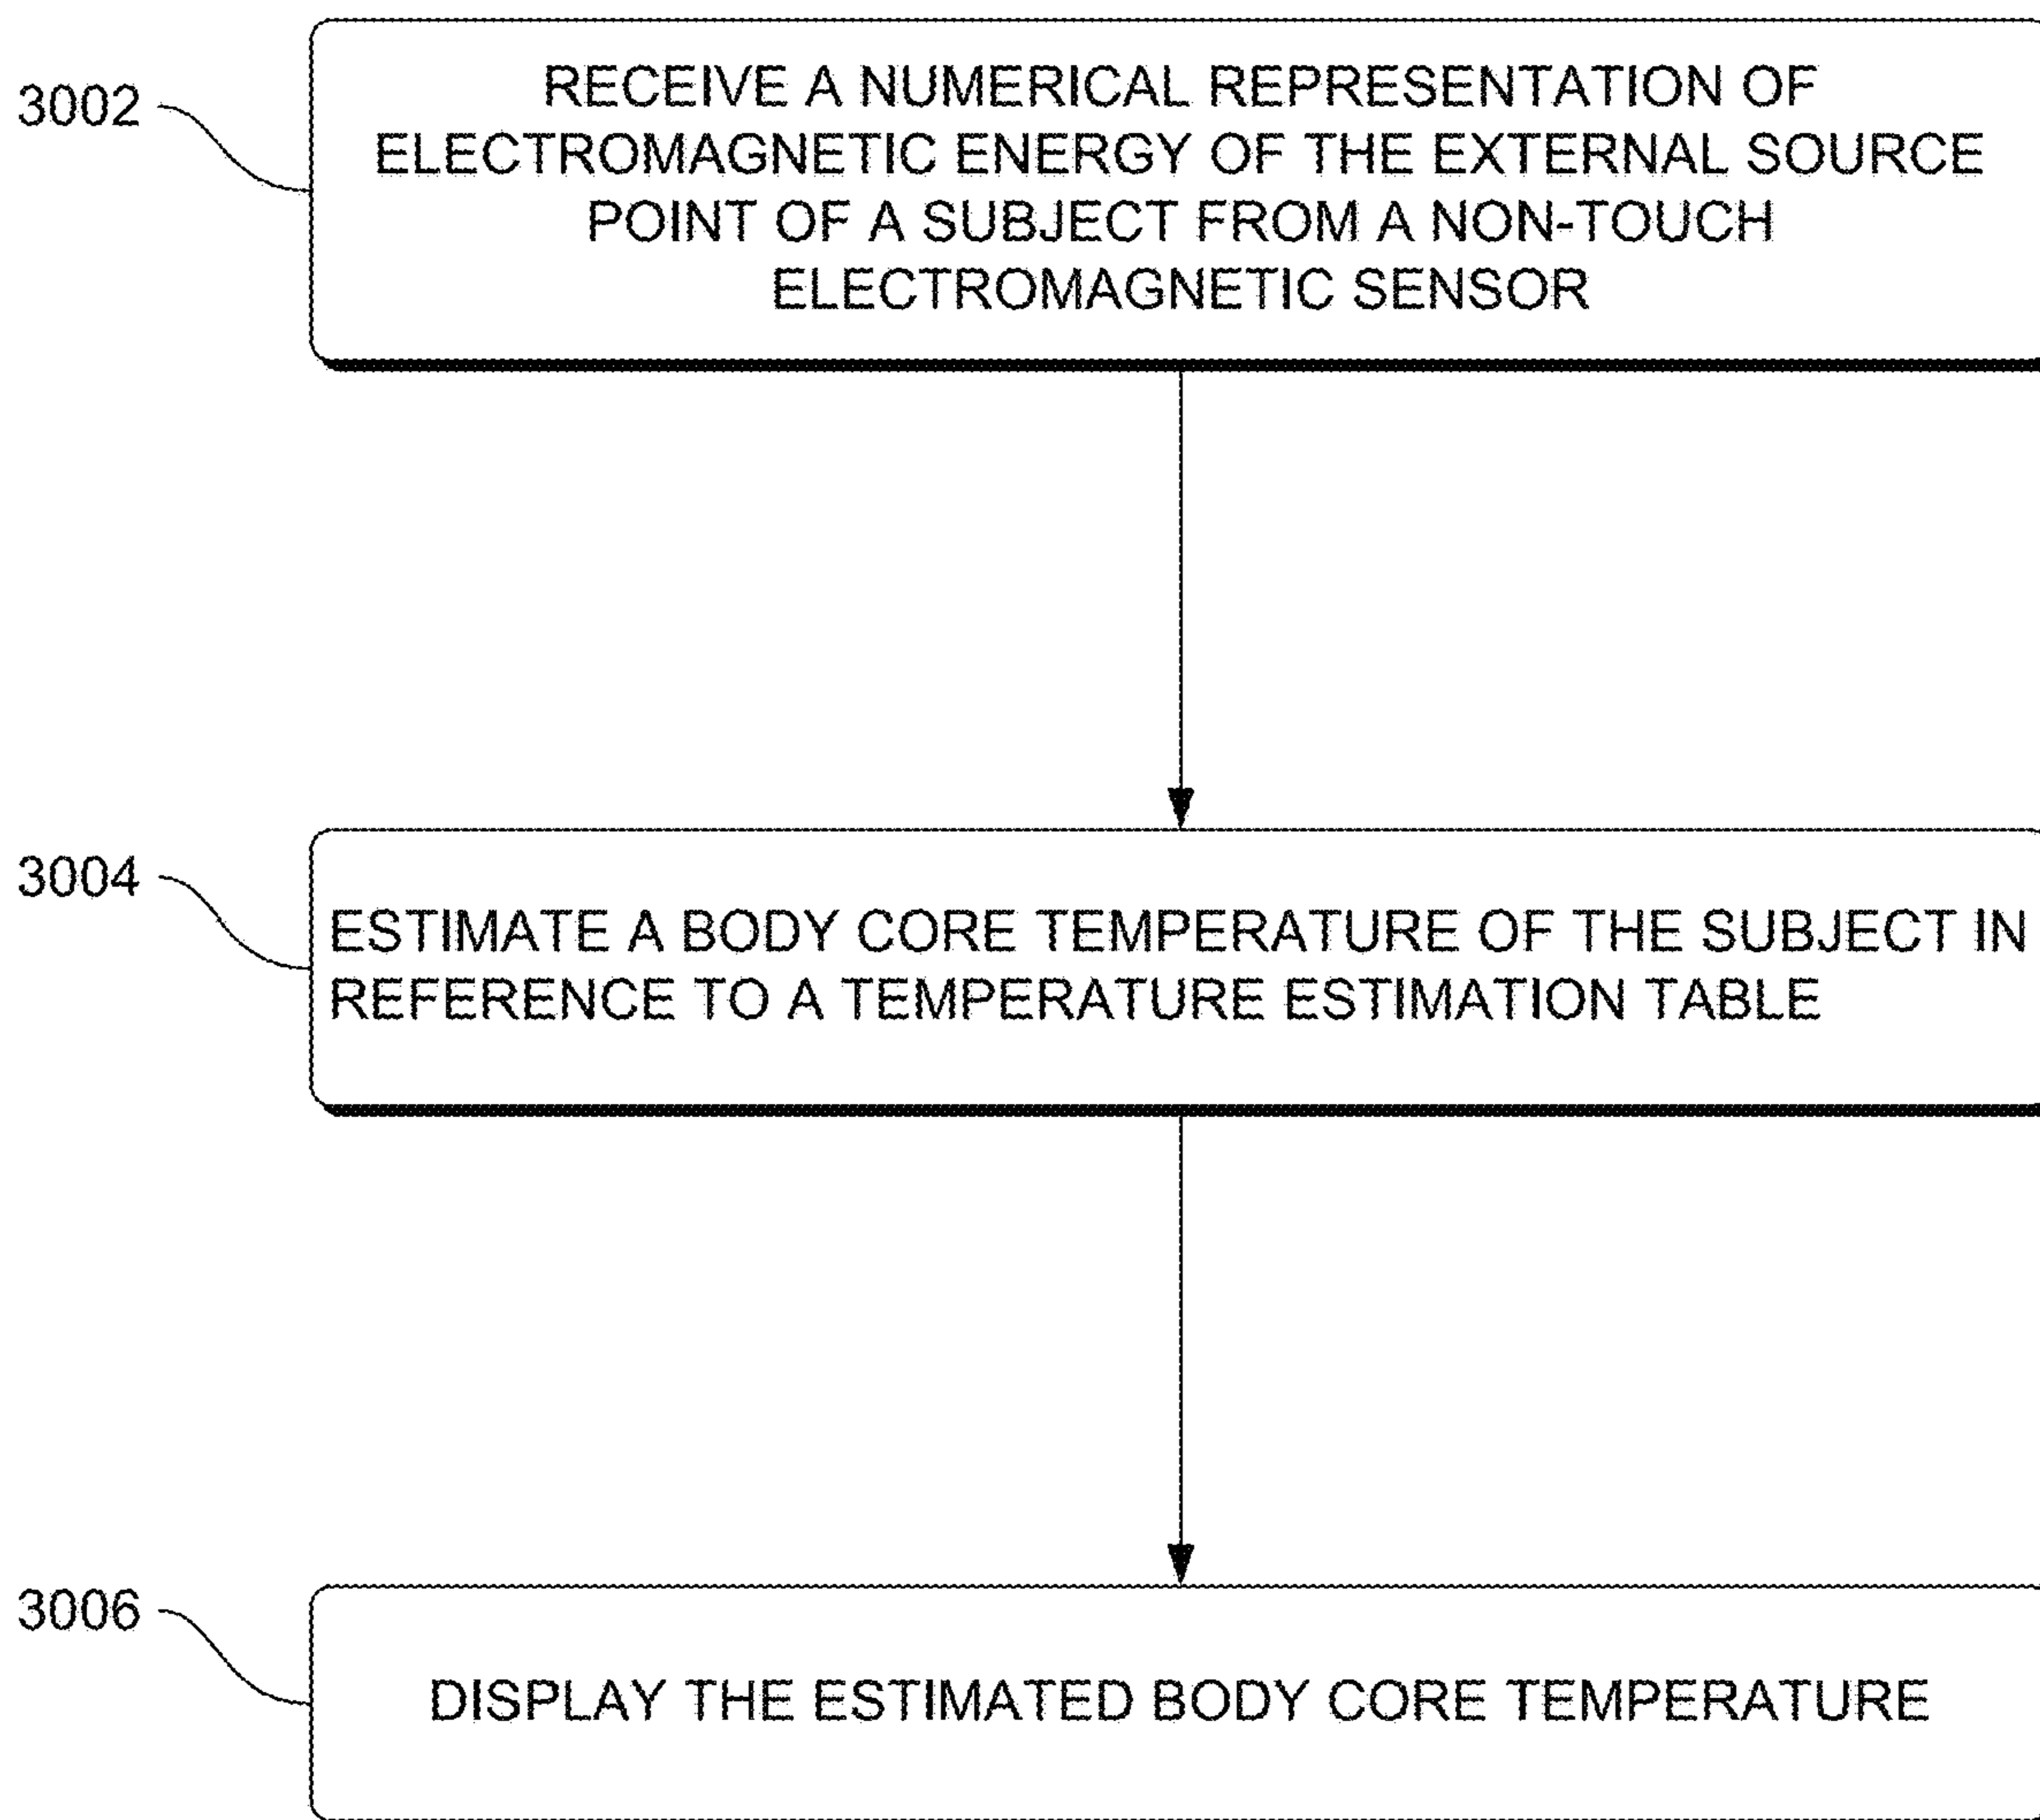 3002
RECEIVE A NUMERICAL REPRESENTATION OF
ELECTROMAGNETIC ENERGY OF THE EXTERNAL SOURCE
POINT OF A SUBJECT FROM A NON-TOUCH
ELECTROMAGNETIC SENSOR
3004
ESTIMATE A BODY CORE TEMPERATURE OF THE SUBJECT IN
REFERENCE TO A TEMPERATURE ESTIMATION TABLE
3006
DISPLAY THE ESTIMATED BODY CORE TEMPERATURE